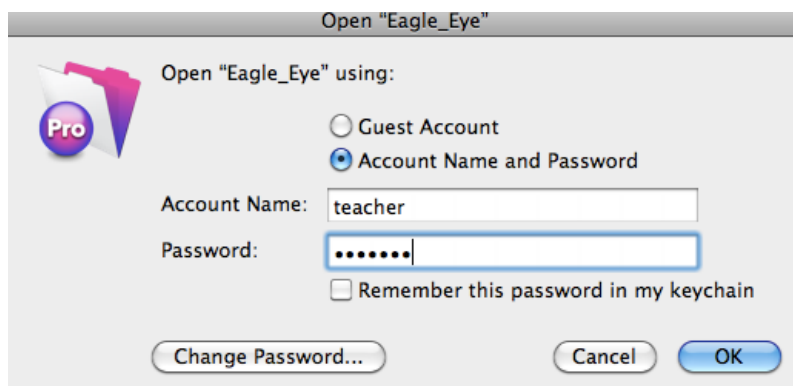 Open “Eagle_Eye”
Open “Eagle_Eye” using:
Pro
Guest Account
Account Name and Password
Account Name: teacher
Password: •••••••
Remember this password in my keychain
Change Password... Cancel OK